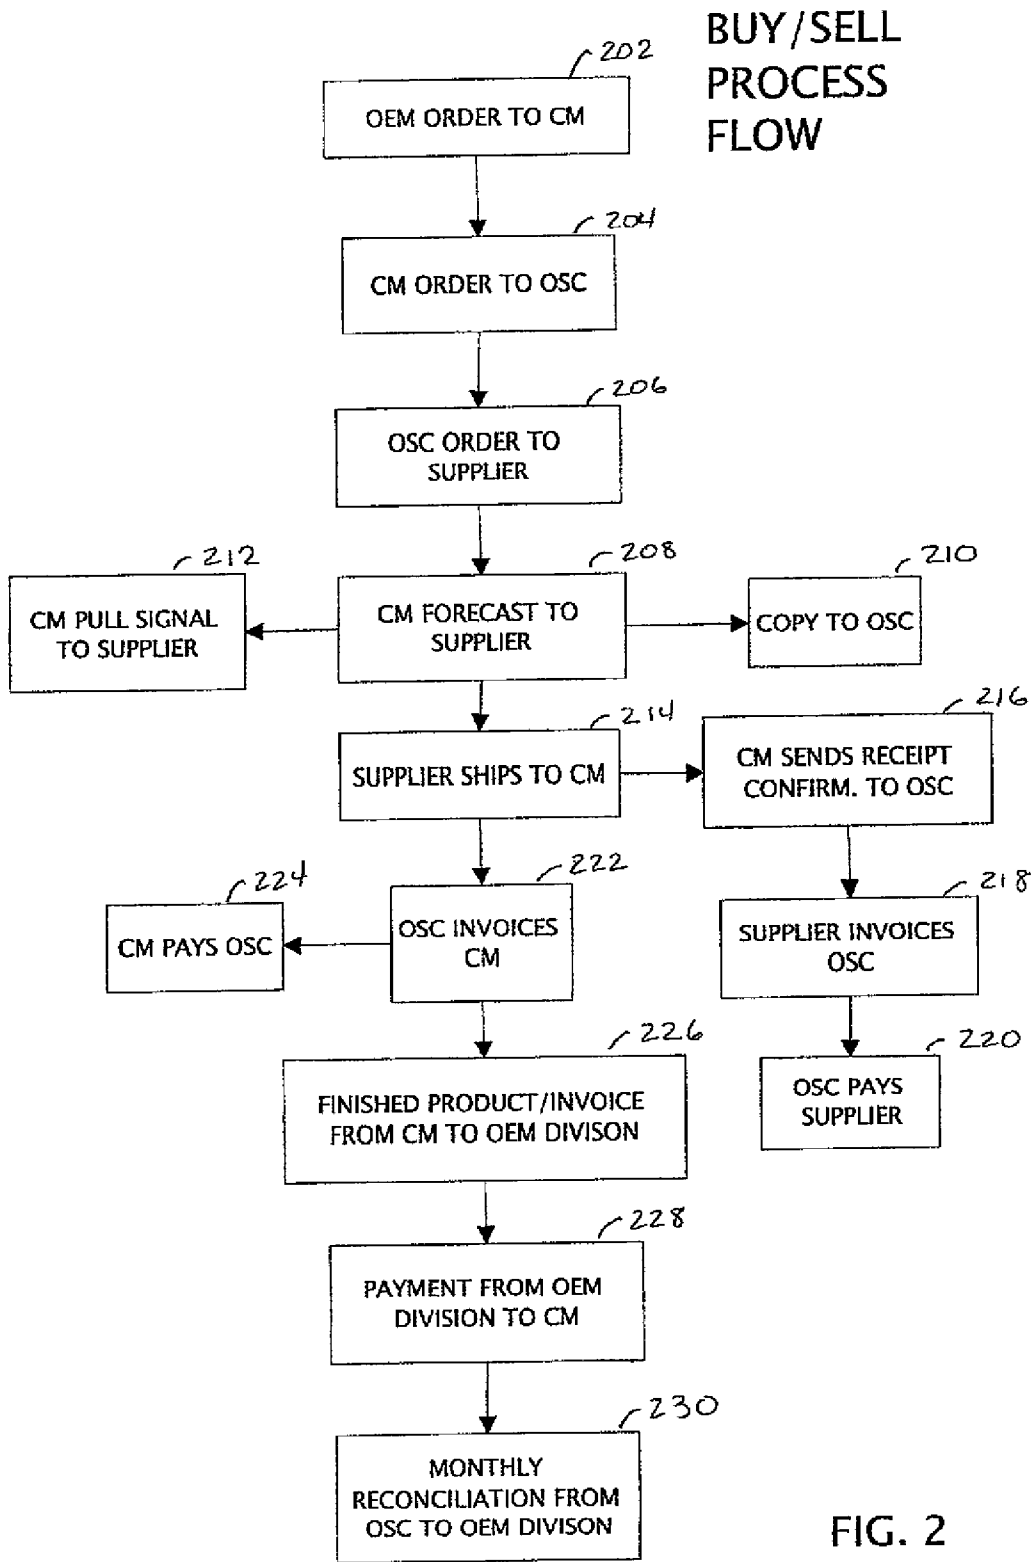 BUY/SELL
PROCESS
FLOW
202
OEM ORDER TO CM
204
CM ORDER TO OSC
206
OSC ORDER TO
SUPPLIER
212
CM PULL SIGNAL
TO SUPPLIER
208
CM FORECAST TO
SUPPLIER
210
COPY TO OSC
214
SUPPLIER SHIPS TO CM
216
CM SENDS RECEIPT
CONFIRM. TO OSC
224
CM PAYS OSC
222
OSC INVOICES
CM
218
SUPPLIER INVOICES
OSC
226
FINISHED PRODUCT/INVOICE
FROM CM TO OEM DIVISON
220
OSC PAYS
SUPPLIER
228
PAYMENT FROM OEM
DIVISION TO CM
230
MONTHLY
RECONCILIATION FROM
OSC TO OEM DIVISON
FIG. 2